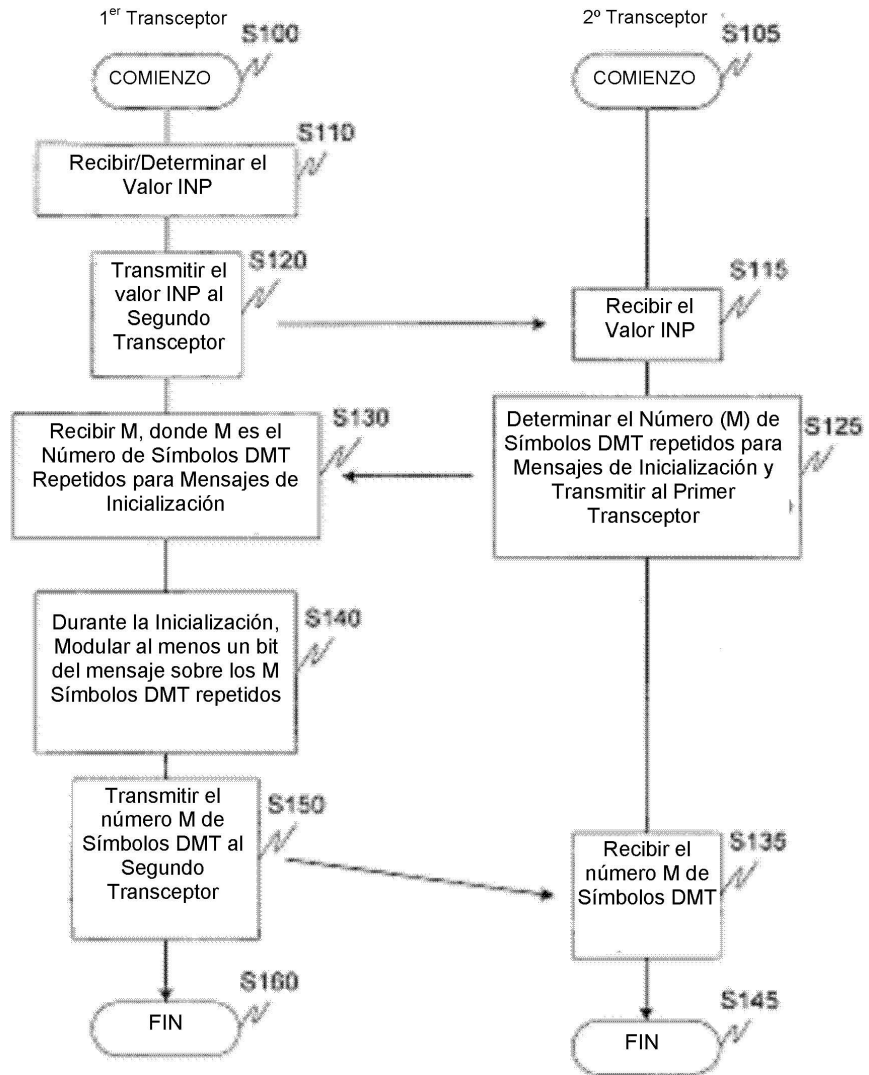 1er Transceptor
S100
COMIENZO
S110
Recibir/Determinar el
Valor INP
S120
Transmitir el
valor INP al
Segundo
Transceptor
S130
Recibir M, donde M es el
Número de Símbolos DMT
Repetidos para Mensajes de
Inicialización
S140
Durante la Inicialización,
Modular al menos un bit
del mensaje sobre los M
Símbolos DMT repetidos
S150
Transmitir el
número M de
Símbolos DMT al
Segundo
Transceptor
S160
FIN
2º Transceptor
S105
COMIENZO
S115
Recibir el
Valor INP
S125
Determinar el Número (M) de
Símbolos DMT repetidos para
Mensajes de Inicialización y
Transmitir al Primer
Transceptor
S135
Recibir el
número M de
Símbolos DMT
S145
FIN